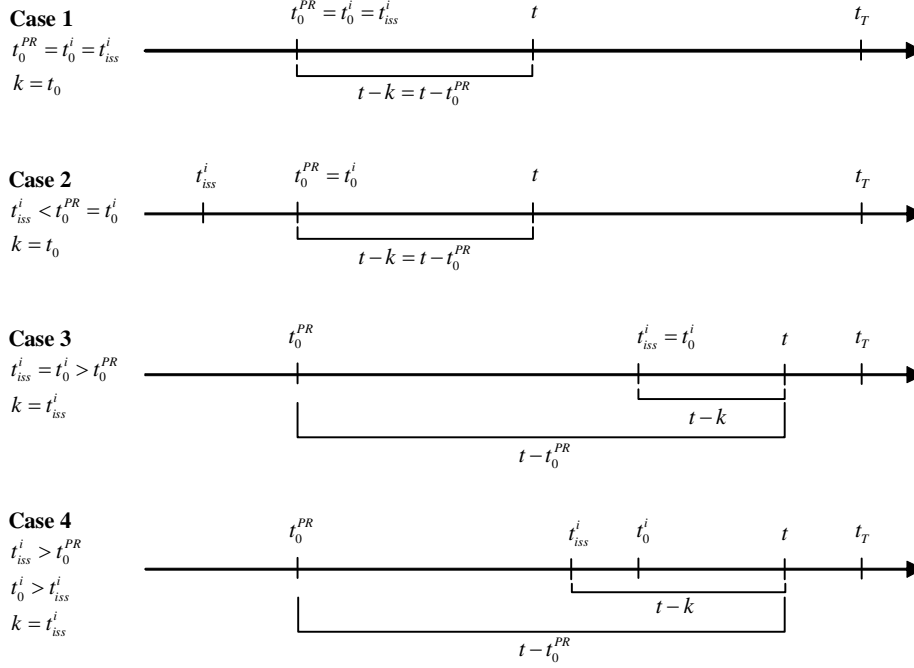 Case 1
t_0^{PR} = t_0^i = t_{iss}^i
k = t_0
t_0^{PR} = t_0^i = t_{iss}^i
t
t_T
t − k = t − t_0^{PR}
Case 2
t_{iss}^i < t_0^{PR} = t_0^i
k = t_0
t_{iss}^i
t_0^{PR} = t_0^i
t
t_T
t − k = t − t_0^{PR}
Case 3
t_{iss}^i = t_0^i > t_0^{PR}
k = t_{iss}^i
t_0^{PR}
t_{iss}^i = t_0^i
t
t_T
t − k
t − t_0^{PR}
Case 4
t_{iss}^i > t_0^{PR}
t_0^i > t_{iss}^i
k = t_{iss}^i
t_0^{PR}
t_{iss}^i
t_0^i
t
t_T
t − k
t − t_0^{PR}